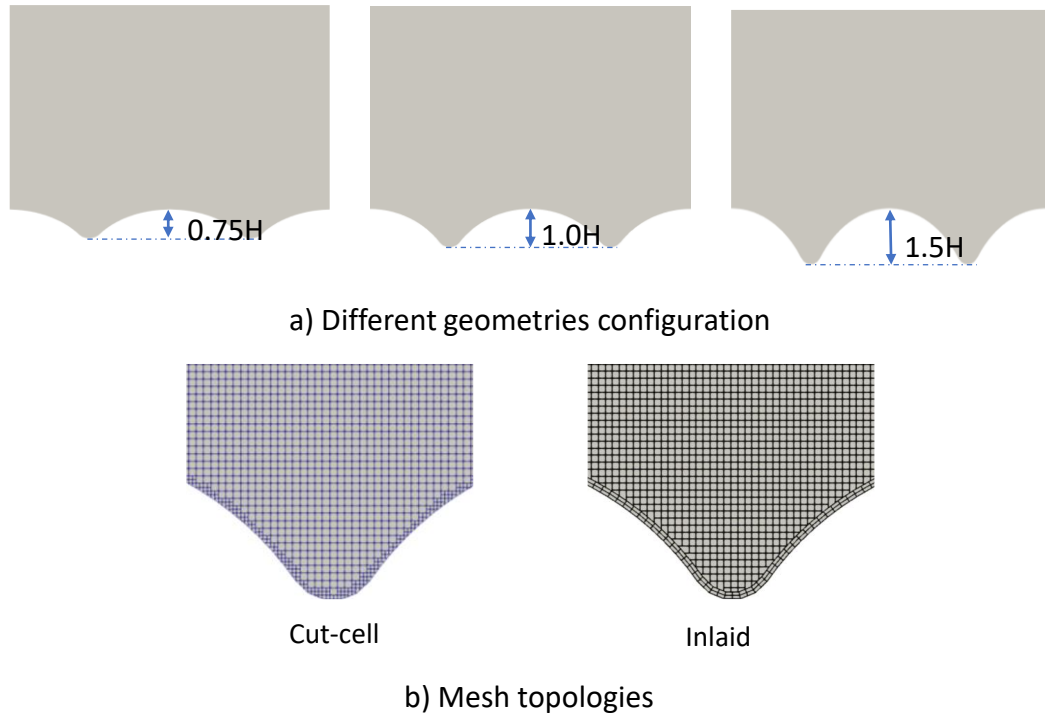 0.75H
1.0H
1.5H
a) Different geometries configuration
Cut-cell
Inlaid
b) Mesh topologies